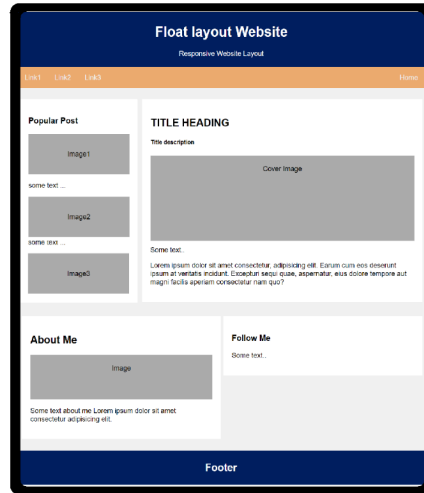 Float layout Website
Responsive Website Layout
Link1 Link2 Link3 Home
Popular Post
Image1
some text ...
Image2
some text ...
Image3
TITLE HEADING
Title description
Cover Image
Some text..
Lorem ipsum dolor sit amet consectetur, adipisicing elit. Earum cum eos deserunt
ipsum at veritatis incidunt. Excepturi sequi quae, aspernatur, eius dolore tempore aut
magni facilis aperiam consectetur nam quo?
About Me
Image
Some text about me Lorem ipsum dolor sit amet
consectetur adipisicing elit.
Follow Me
Some text..
Footer